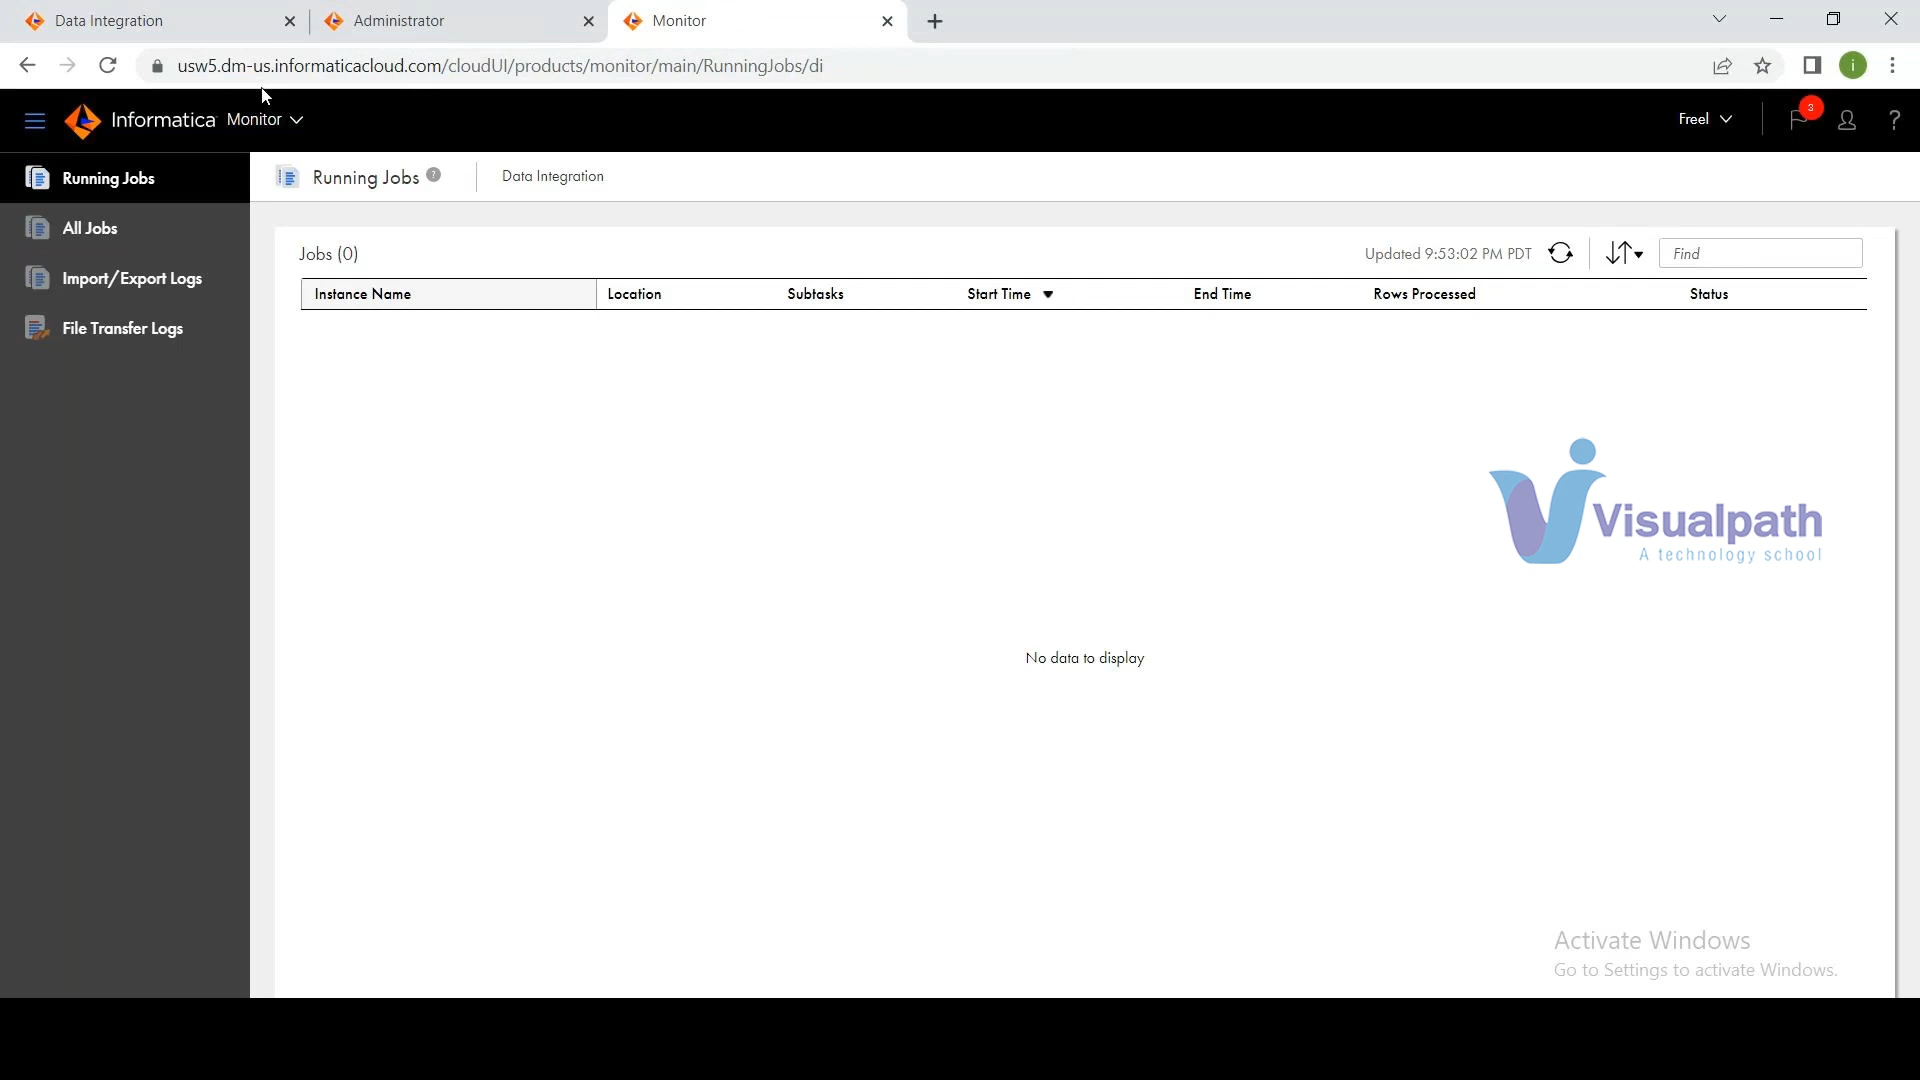 Data Integration
Administrator
Monitor
usw5.dm-us.informaticacloud.com/cloudUI/products/monitor/main/RunningJobs/di
i
Informatica Monitor
Freel
3
?
Running Jobs
All Jobs
Import/Export Logs
File Transfer Logs
Running Jobs ?
Data Integration
Jobs (0)
Updated 9:53:02 PM PDT
Find
Instance Name Location Subtasks Start Time End Time Rows Processed Status
Visualpath
A technology school
No data to display
Activate Windows
Go to Settings to activate Windows.